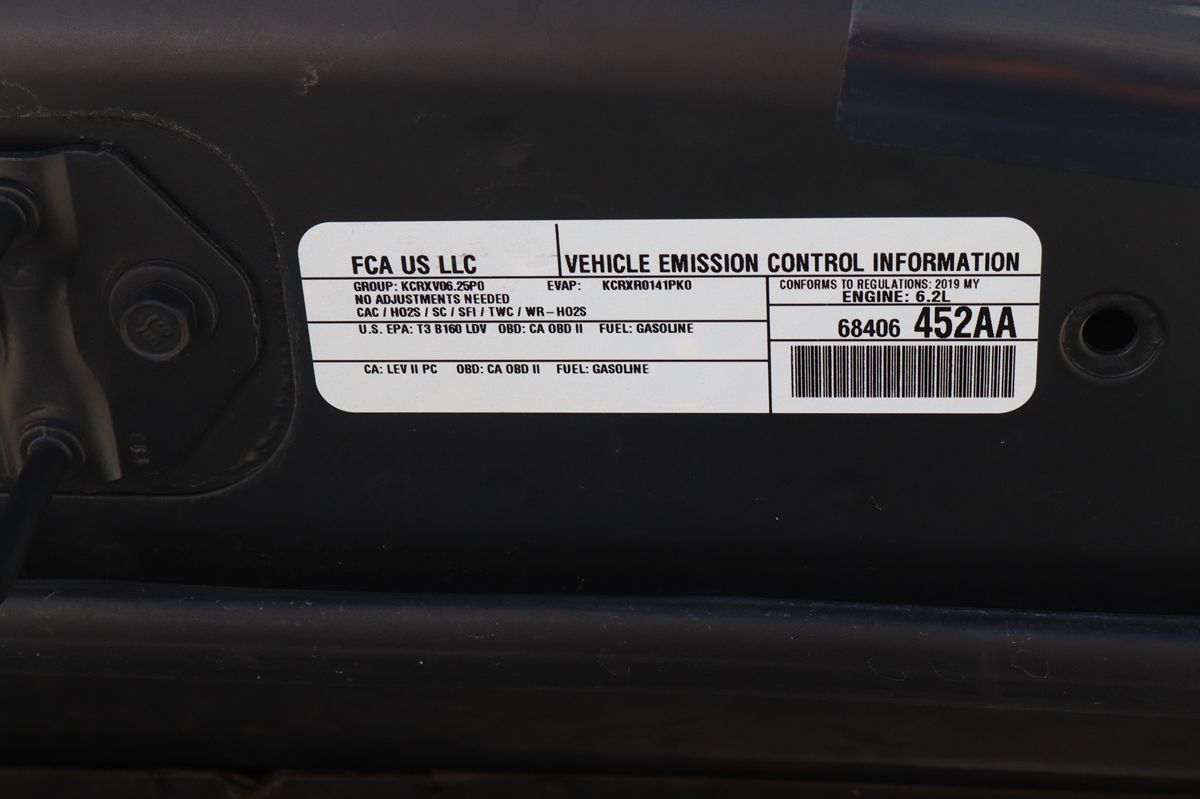 FCA US LLC
VEHICLE EMISSION CONTROL INFORMATION
GROUP: KCRXV06.25P0 EVAP: KCRXR0141PK0
NO ADJUSTMENTS NEEDED
CAC / HO2S / SC / SFI / TWC / WR-HO2S
CONFORMS TO REGULATIONS: 2019 MY
ENGINE: 6.2L
U.S. EPA: T3 B160 LDV OBD: CA OBD II FUEL: GASOLINE
68406 452AA
CA: LEV II PC OBD: CA OBD II FUEL: GASOLINE